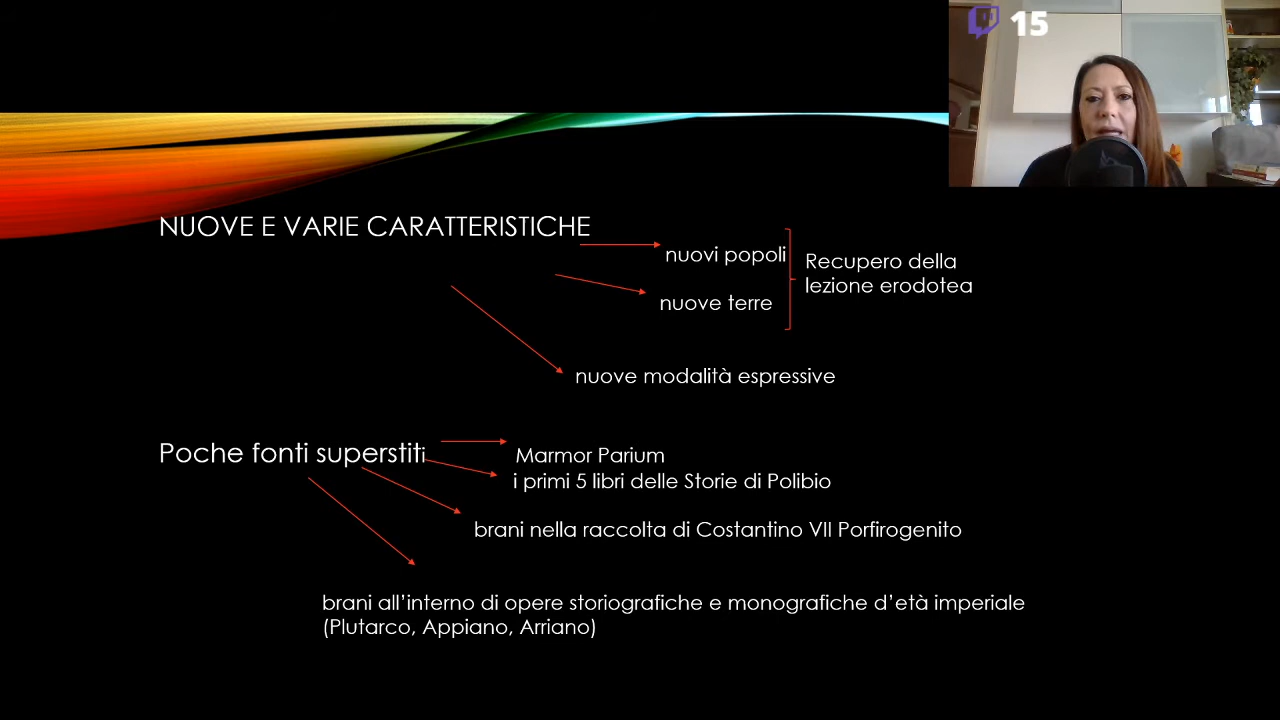 15
NUOVE E VARIE CARATTERISTICHE
nuovi popoli
Recupero della
lezione erodotea
nuove terre
nuove modalità espressive
Poche fonti superstiti
Marmor Parium
i primi 5 libri delle Storie di Polibio
brani nella raccolta di Costantino VII Porfirogenito
brani all’interno di opere storiografiche e monografiche d’età imperiale
(Plutarco, Appiano, Arriano)